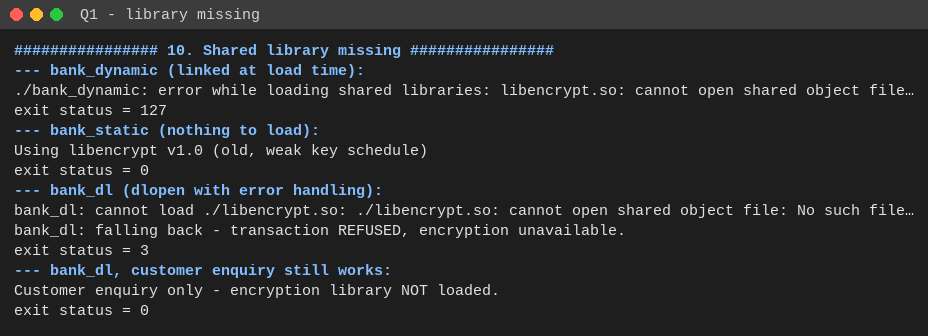 Q1 - library missing
################ 10. Shared library missing ################
--- bank_dynamic (linked at load time):
./bank_dynamic: error while loading shared libraries: libencrypt.so: cannot open shared object file…
exit status = 127
--- bank_static (nothing to load):
Using libencrypt v1.0 (old, weak key schedule)
exit status = 0
--- bank_dl (dlopen with error handling):
bank_dl: cannot load ./libencrypt.so: ./libencrypt.so: cannot open shared object file: No such file…
bank_dl: falling back - transaction REFUSED, encryption unavailable.
exit status = 3
--- bank_dl, customer enquiry still works:
Customer enquiry only - encryption library NOT loaded.
exit status = 0